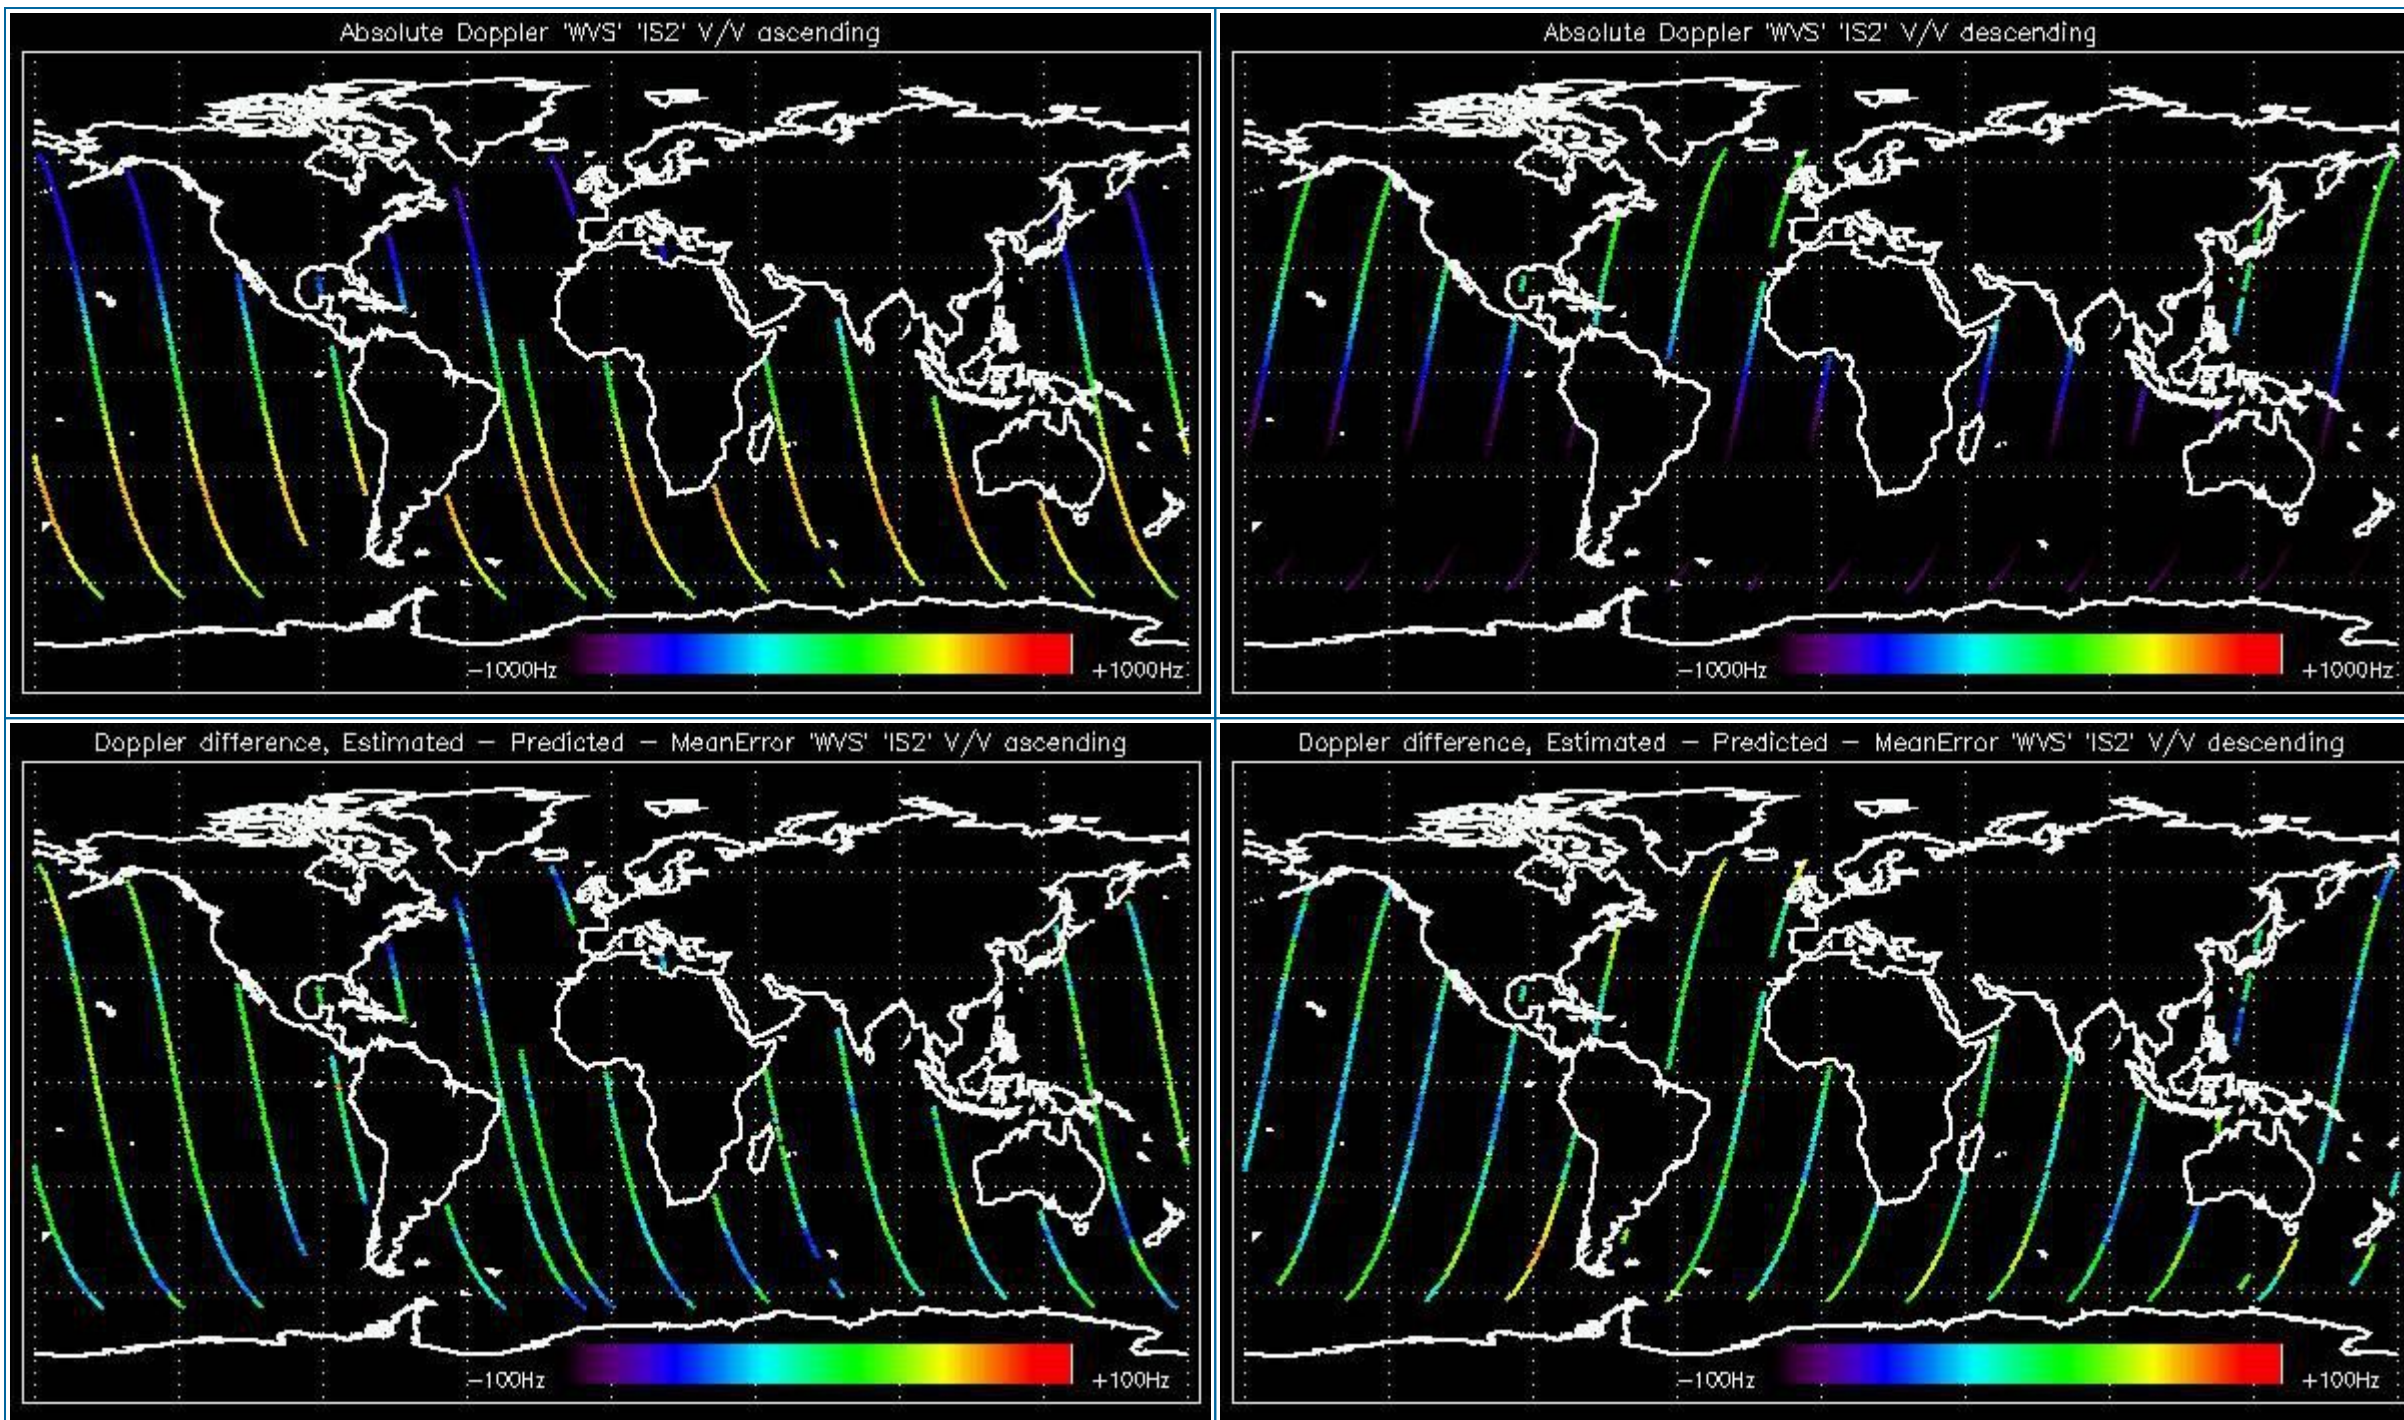 Absolute Doppler 'WVS' 'IS2' V/V ascending
-1000Hz +1000Hz
Absolute Doppler 'WVS' 'IS2' V/V descending
-1000Hz +1000Hz
Doppler difference, Estimated - Predicted - MeanError 'WVS' 'IS2' V/V ascending
-100Hz +100Hz
Doppler difference, Estimated - Predicted - MeanError 'WVS' 'IS2' V/V descending
-100Hz +100Hz